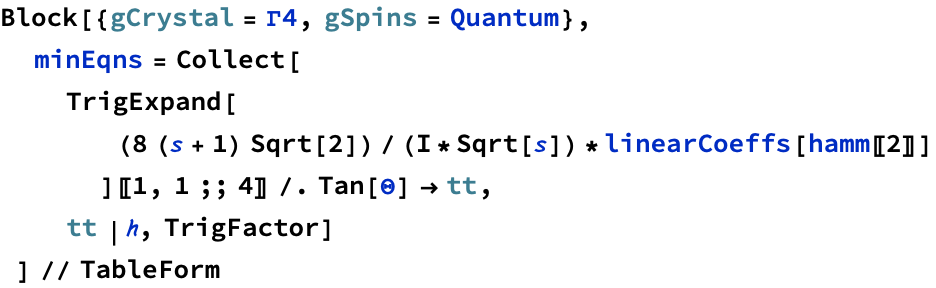 Block[{gCrystal = Γ4, gSpins = Quantum},
minEqns = Collect[
TrigExpand[
(8 (s + 1) Sqrt[2]) / (I * Sqrt[s]) * linearCoeffs[hamm〚2〛]
]〚1, 1 ;; 4〛 /. Tan[Θ] → tt,
tt | h, TrigFactor]
] // TableForm